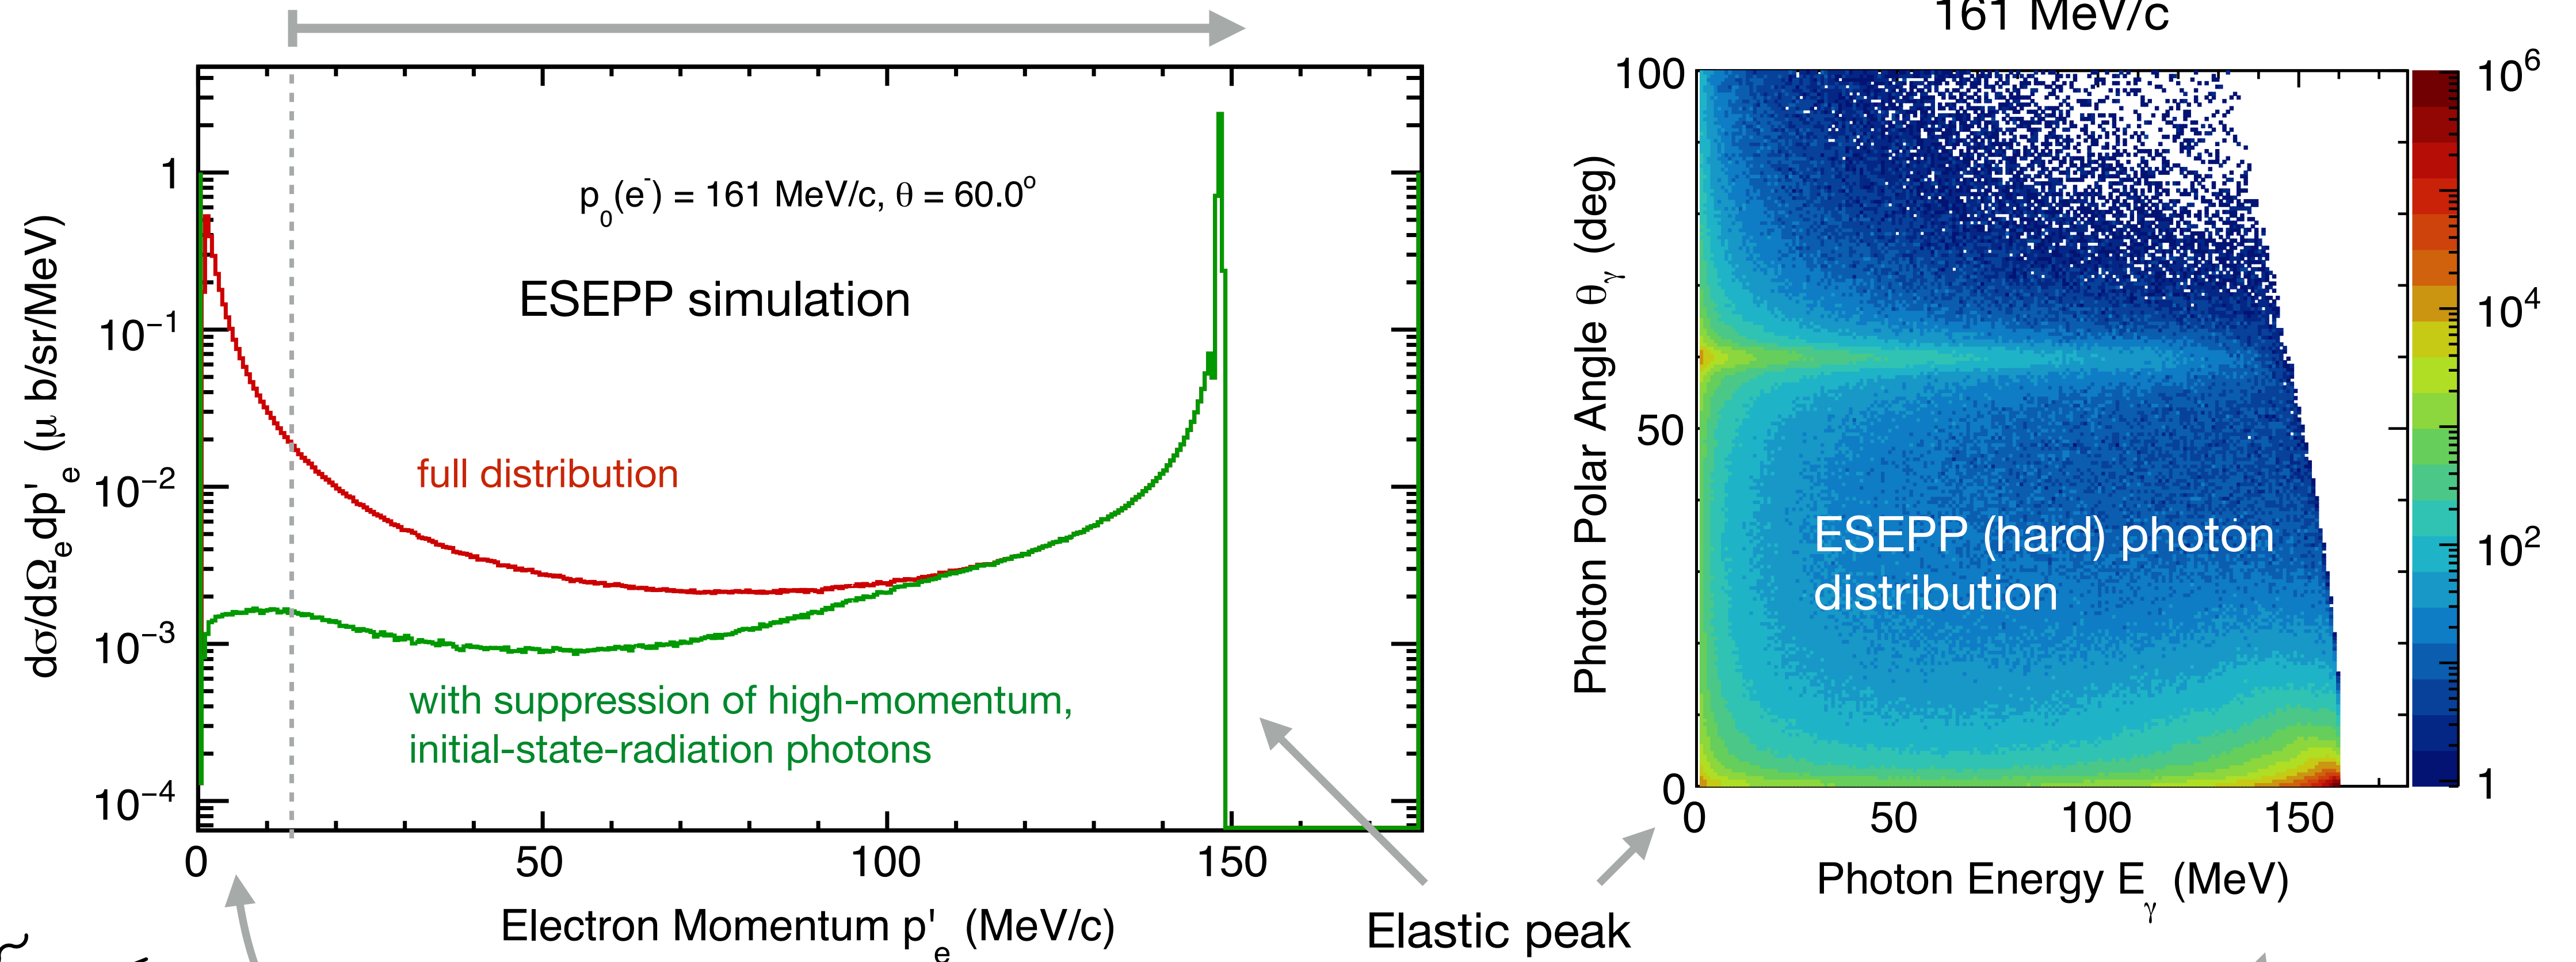 161 MeV/c
p0(e-) = 161 MeV/c, θ = 60.0o
ESEPP simulation
full distribution
with suppression of high-momentum,
initial-state-radiation photons
dσ/dΩe dp'e (μ b/sr/MeV)
1
10−1
10−2
10−3
10−4
0 50 100 150
Electron Momentum p'e (MeV/c)
Elastic peak
Photon Polar Angle θγ (deg)
100
50
0
ESEPP (hard) photon
distribution
0 50 100 150
Photon Energy Eγ (MeV)
106
104
102
1
~